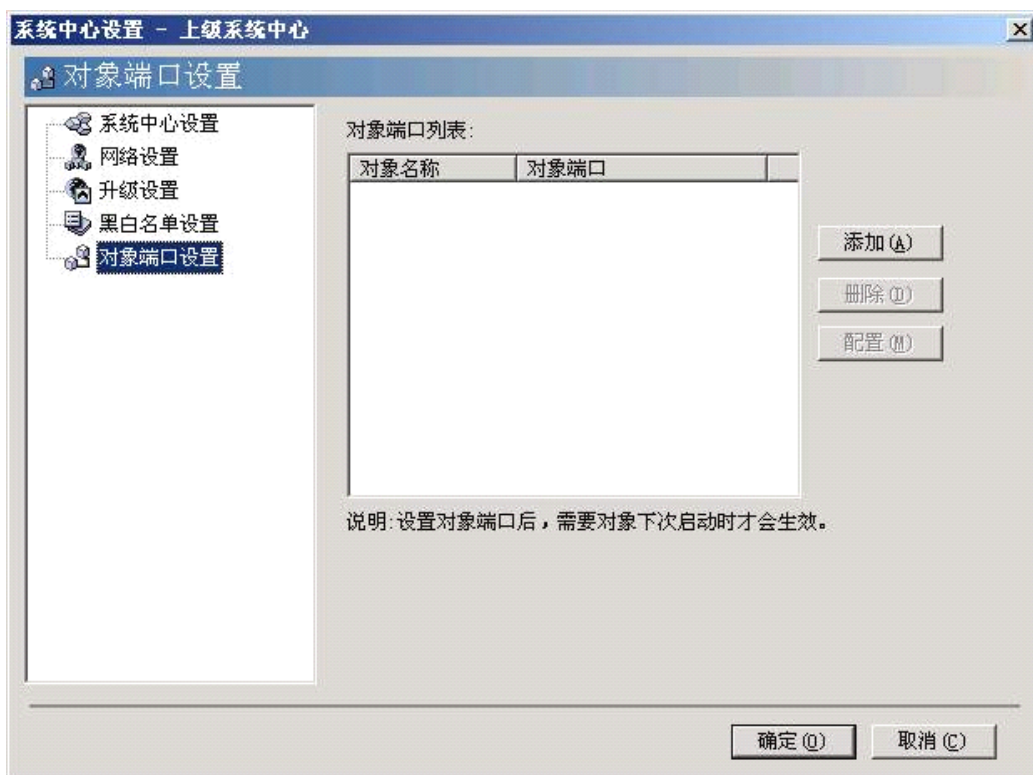 系统中心设置 - 上级系统中心
对象端口设置
系统中心设置
网络设置
升级设置
黑白名单设置
对象端口设置
对象端口列表:
对象名称 对象端口
添加(A)
删除(D)
配置(M)
说明:设置对象端口后，需要对象下次启动时才会生效。
确定(O) 取消(C)